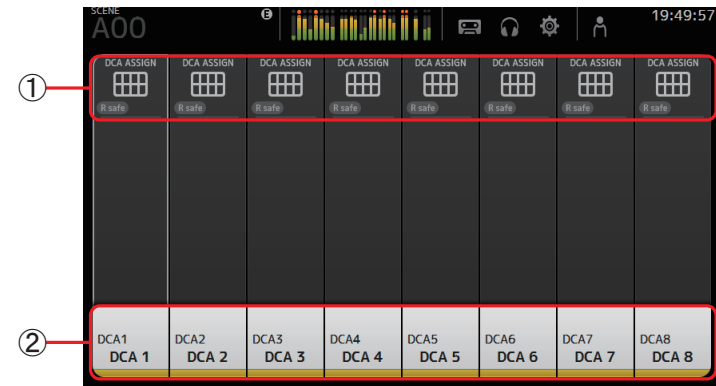 SCENE
A00
E
19:49:57
①
DCA ASSIGN DCA ASSIGN DCA ASSIGN DCA ASSIGN DCA ASSIGN DCA ASSIGN DCA ASSIGN DCA ASSIGN
R safe R safe R safe R safe R safe R safe R safe R safe
②
DCA1 DCA2 DCA3 DCA4 DCA5 DCA6 DCA7 DCA8
DCA 1 DCA 2 DCA 3 DCA 4 DCA 5 DCA 6 DCA 7 DCA 8